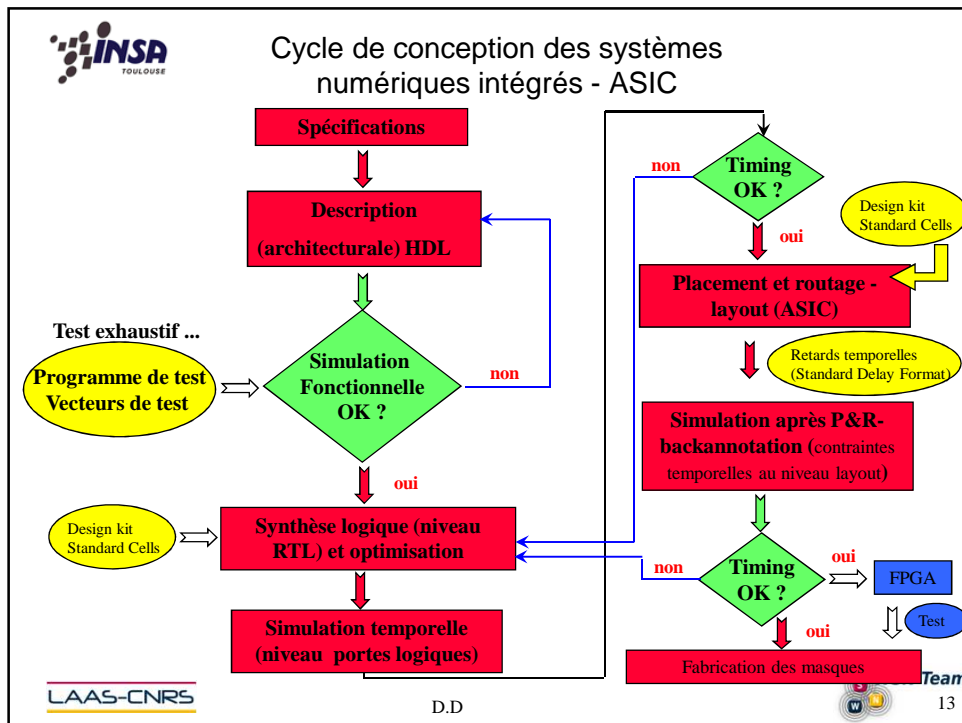 INSA
TOULOUSE
Cycle de conception des systèmes
numériques intégrés - ASIC
Spécifications
Description
(architecturale) HDL
Test exhaustif ...
Programme de test
Vecteurs de test
Simulation
Fonctionnelle
OK ?
non
oui
Design kit
Standard Cells
Synthèse logique (niveau
RTL) et optimisation
Simulation temporelle
(niveau portes logiques)
Timing
OK ?
non
oui
Design kit
Standard Cells
Placement et routage -
layout (ASIC)
Retards temporelles
(Standard Delay Format)
Simulation après P&R-
backannotation (contraintes
temporelles au niveau layout)
Timing
OK ?
non
oui
FPGA
Test
oui
Fabrication des masques
LAAS-CNRS
D.D
S
W
N
Team
13